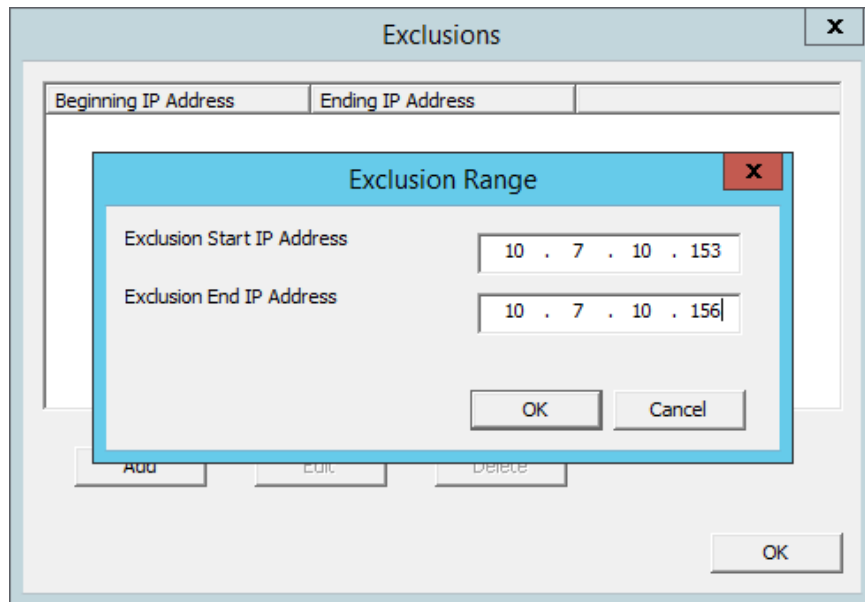 Exclusions
x
Beginning IP Address Ending IP Address
Exclusion Range
x
Exclusion Start IP Address 10 . 7 . 10 . 153
Exclusion End IP Address 10 . 7 . 10 . 156
OK Cancel
Add Edit Delete
OK